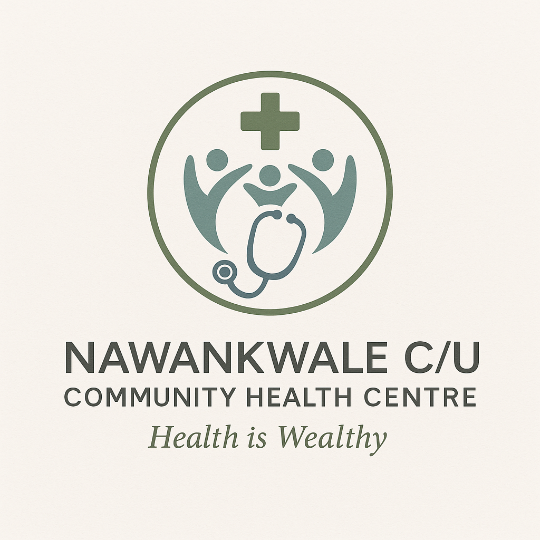 NAWANKWALE C/U
COMMUNITY HEALTH CENTRE
Health is Wealthy